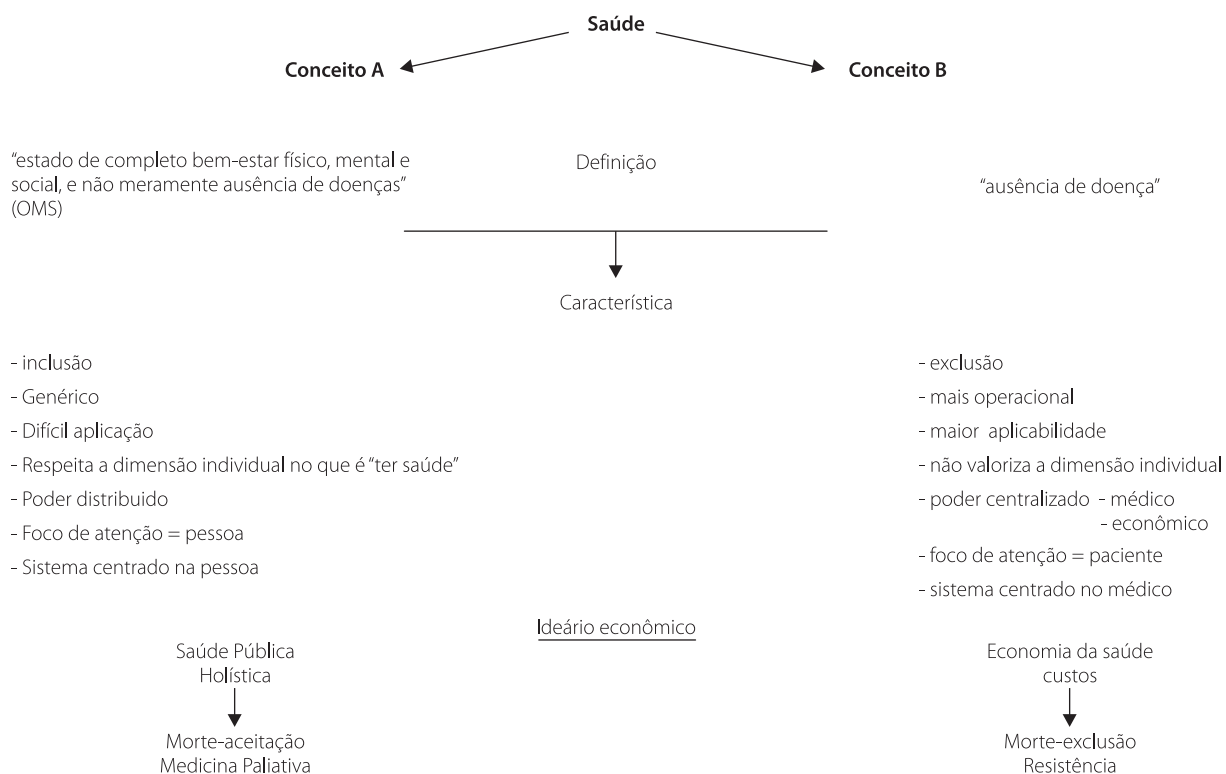 Saúde
Conceito A
Conceito B
“estado de completo bem-estar físico, mental e
social, e não meramente ausência de doenças”
(OMS)
Definição
“ausência de doença”
Característica
- inclusão
- Genérico
- Difícil aplicação
- Respeita a dimensão individual no que é “ter saúde”
- Poder distribuido
- Foco de atenção = pessoa
- Sistema centrado na pessoa
- exclusão
- mais operacional
- maior aplicabilidade
- não valoriza a dimensão individual
- poder centralizado - médico
- econômico
- foco de atenção = paciente
- sistema centrado no médico
Ideário econômico
Saúde Pública
Holística
Morte-aceitação
Medicina Paliativa
Economia da saúde
custos
Morte-exclusão
Resistência